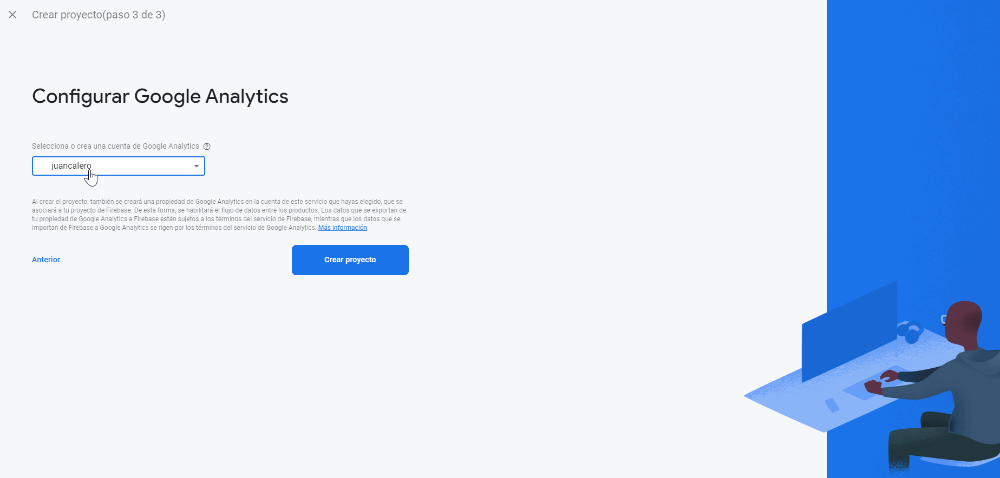 Crear proyecto(paso 3 de 3)
Configurar Google Analytics
Selecciona o crea una cuenta de Google Analytics
juancalero
Al crear el proyecto, también se creará una propiedad de Google Analytics en la cuenta de este servicio que hayas elegido, que se
asociará a tu proyecto de Firebase. De esta forma, se habilitará el flujo de datos entre los productos. Los datos que se exportan de
tu propiedad de Google Analytics a Firebase están sujetos a los términos del servicio de Firebase, mientras que los datos que se
importan de Firebase a Google Analytics se rigen por los términos del servicio de Google Analytics. Más información
Anterior
Crear proyecto